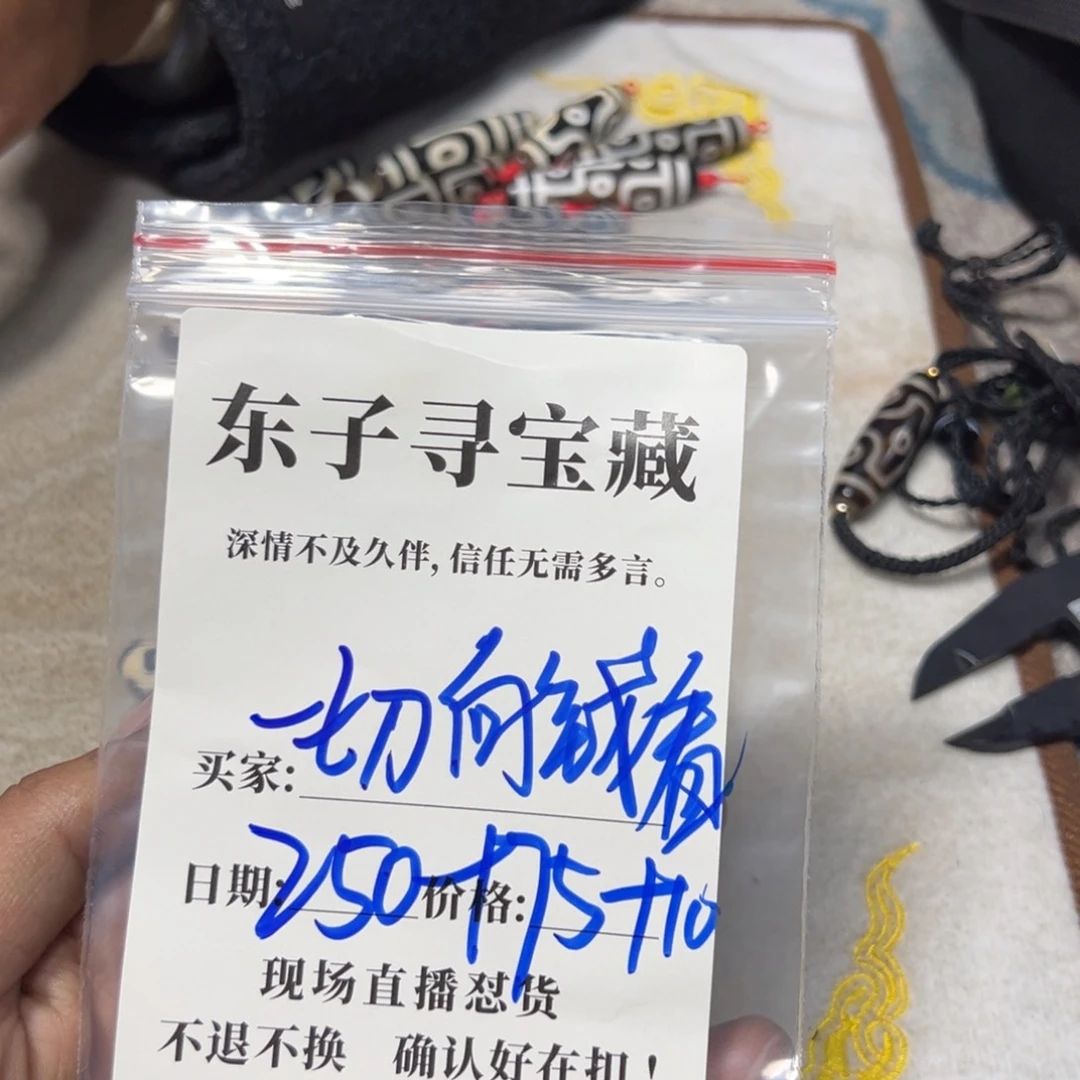 东子寻宝藏
深情不及久伴,信任无需多言。
买家:一切向钱看
日期:250+75+10
价格:
现场直播怼货
不退不换 确认好在扣!